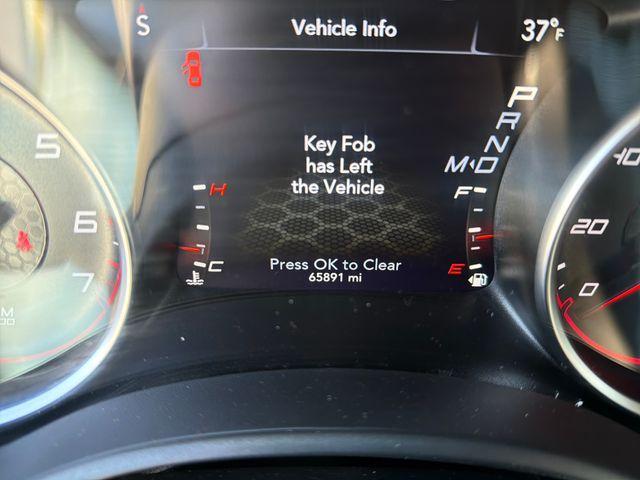 S
Vehicle Info
37°F
P
R
N
M◂D
Key Fob
has Left
the Vehicle
H
C
F
E
Press OK to Clear
65891 mi
5
6
7
20
0